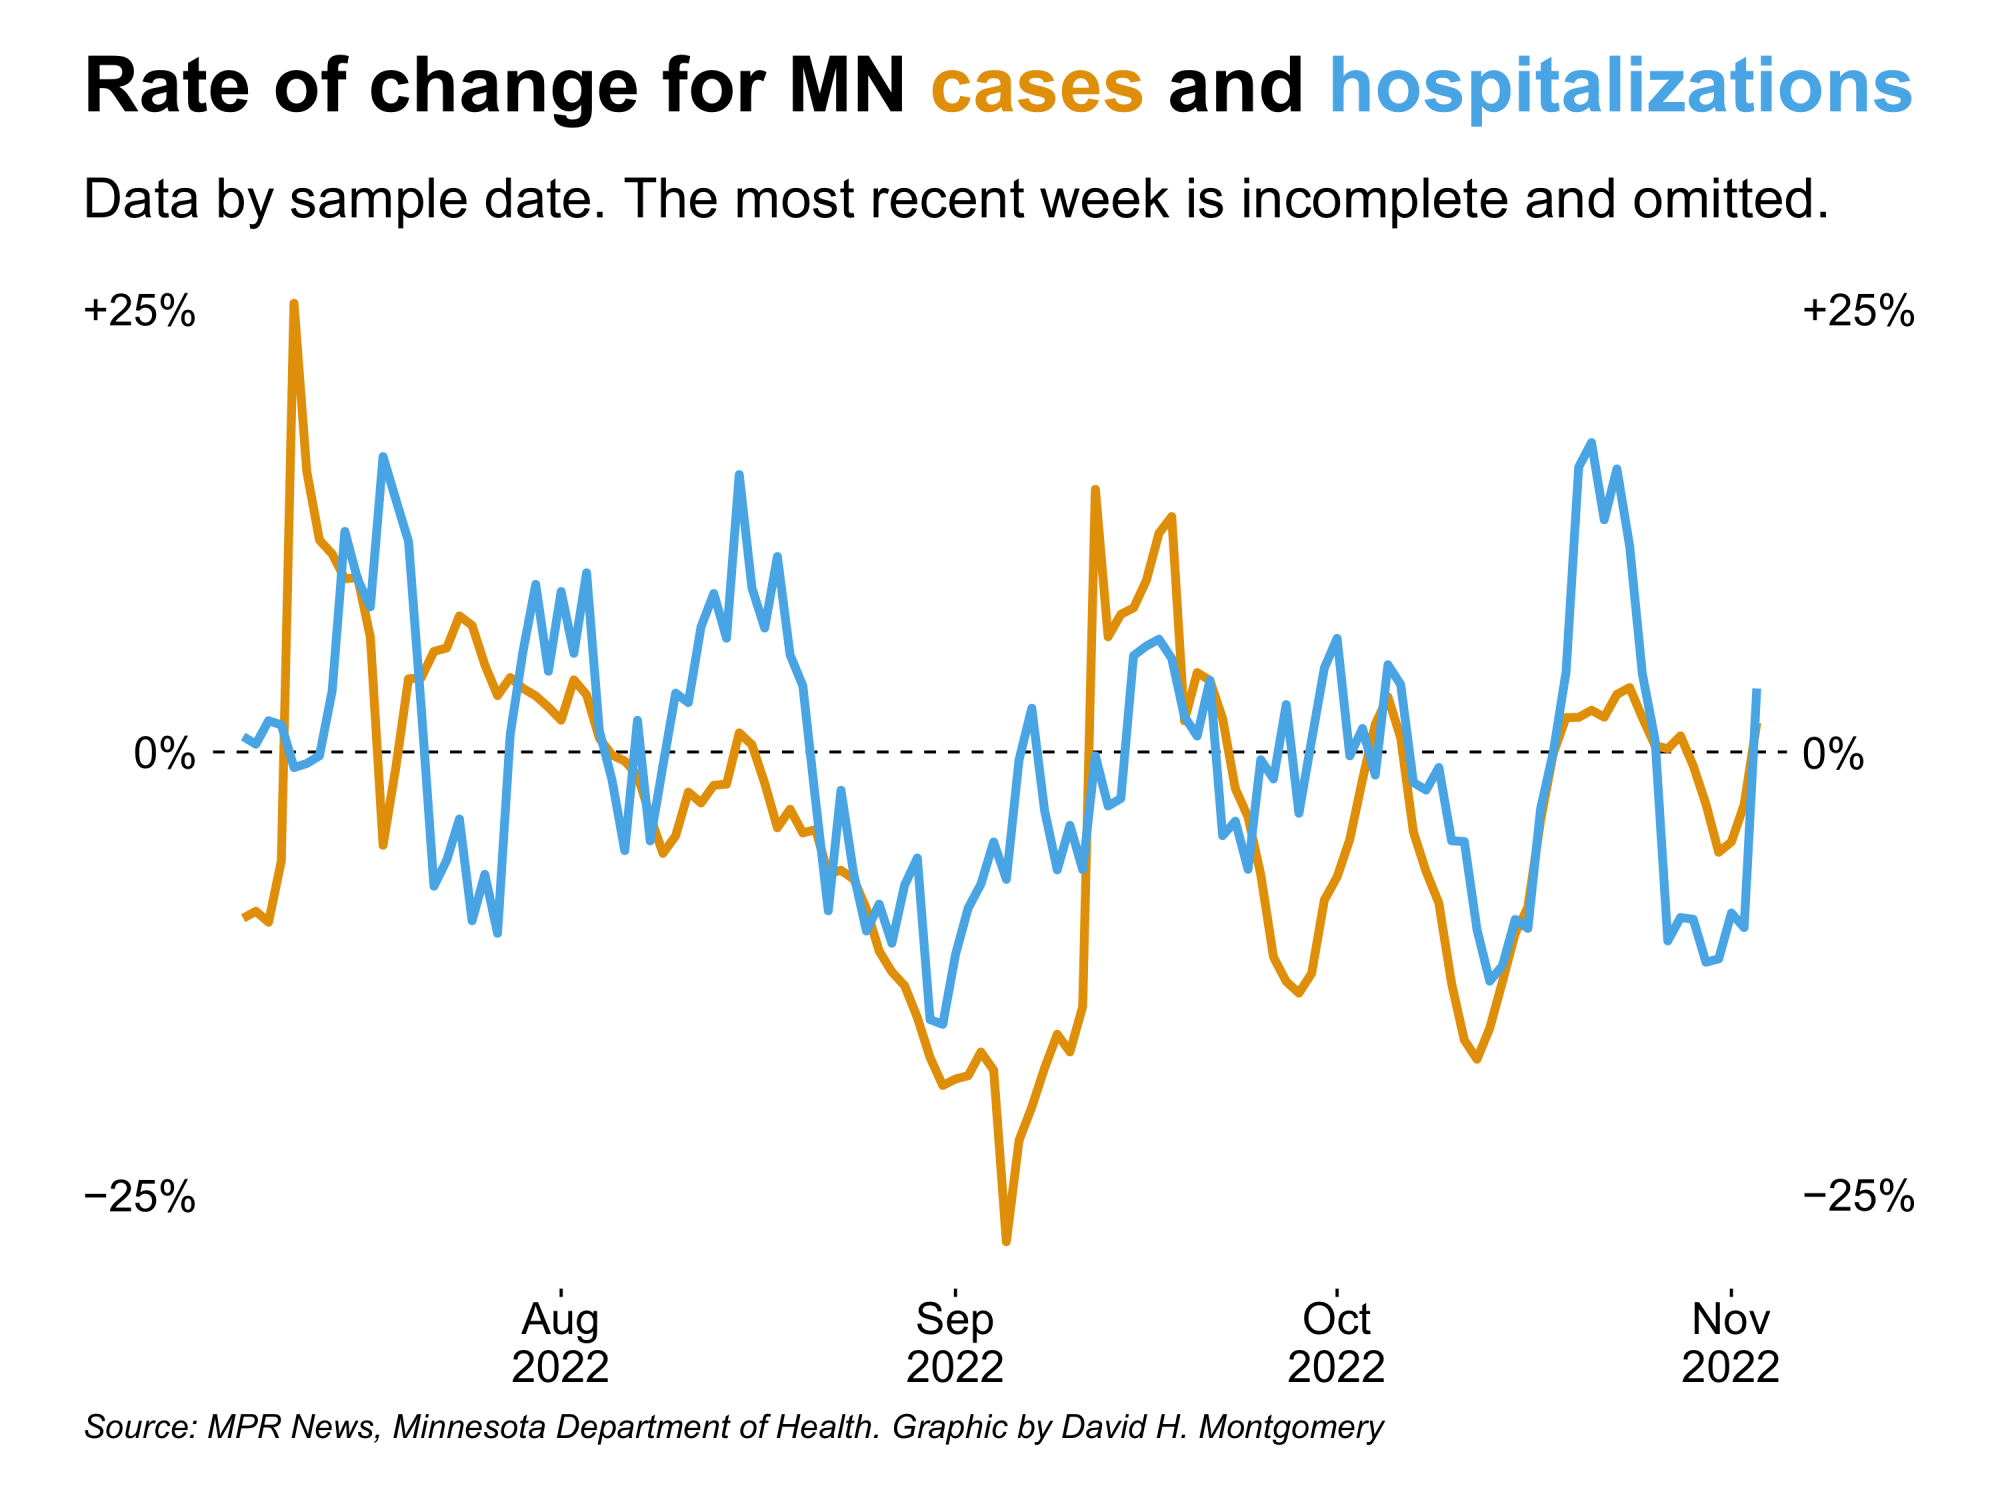 Rate of change for MN cases and hospitalizations
Data by sample date. The most recent week is incomplete and omitted.
+25% +25%
0% 0%
−25% −25%
Aug Sep Oct Nov
2022 2022 2022 2022
Source: MPR News, Minnesota Department of Health. Graphic by David H. Montgomery